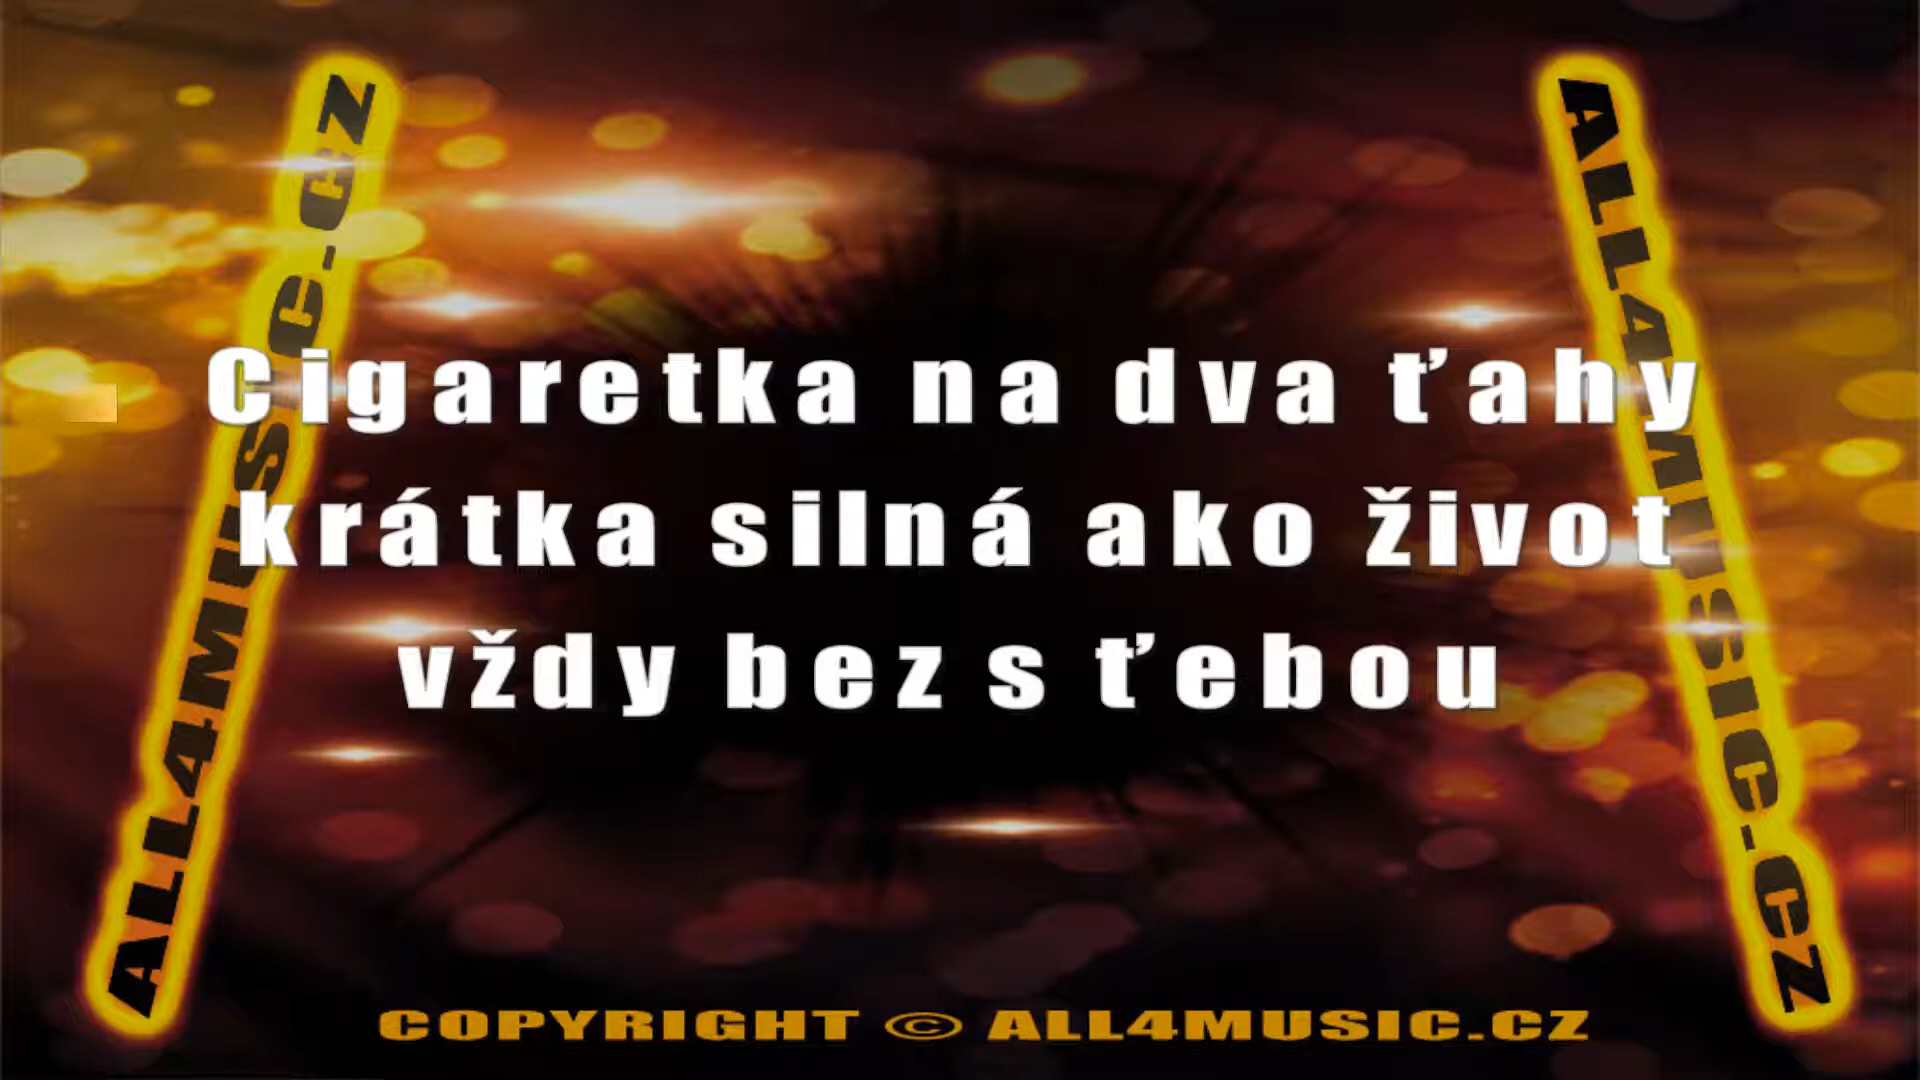 ALL4MUSIC.CZ
ALL4MUSIC.CZ
Cigaretka na dva ťahy
krátka silná ako život
vždy bez s ťebou
COPYRIGHT © ALL4MUSIC.CZ